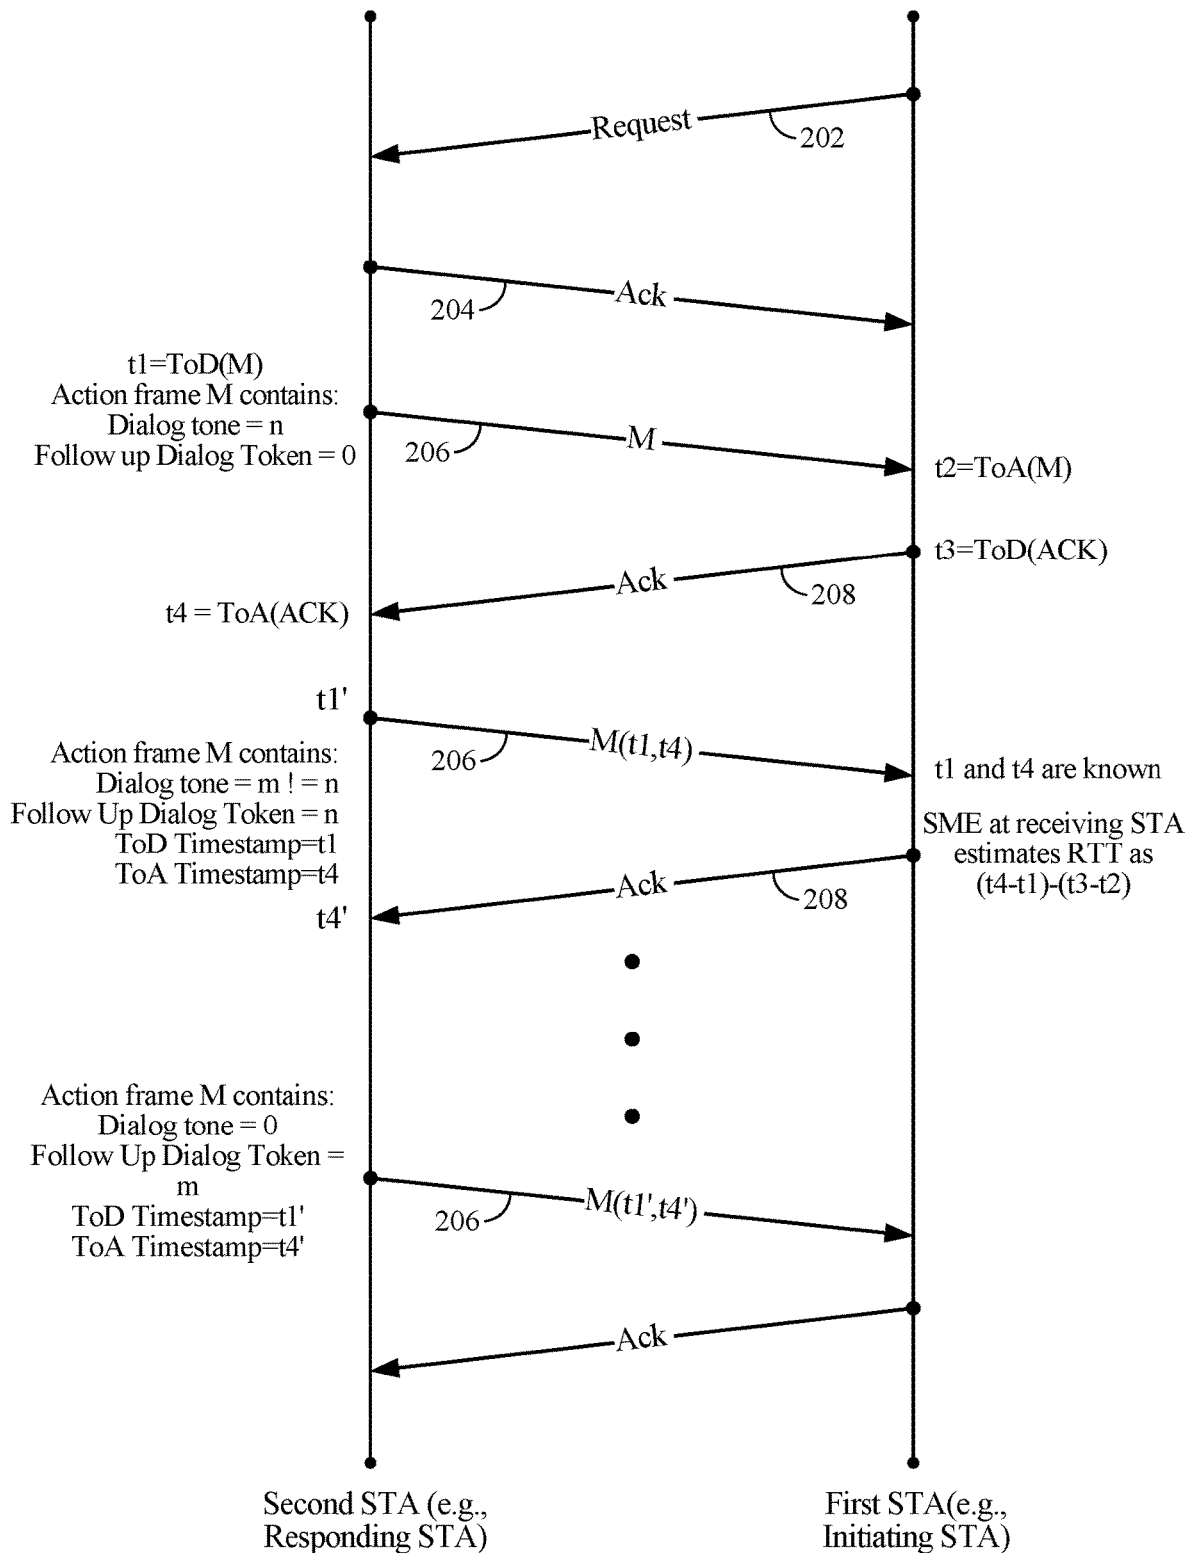 Request
202
Ack
204
t1=ToD(M)
Action frame M contains:
Dialog tone = n
Follow up Dialog Token = 0
M
206
t2=ToA(M)
t3=ToD(ACK)
Ack
208
t4 = ToA(ACK)
t1'
M(t1,t4)
206
Action frame M contains:
Dialog tone = m ! = n
Follow Up Dialog Token = n
ToD Timestamp=t1
ToA Timestamp=t4
t1 and t4 are known
SME at receiving STA
estimates RTT as
(t4-t1)-(t3-t2)
Ack
208
t4'
Action frame M contains:
Dialog tone = 0
Follow Up Dialog Token =
m
ToD Timestamp=t1'
ToA Timestamp=t4'
M(t1',t4')
206
Ack
Second STA (e.g.,
Responding STA)
First STA(e.g.,
Initiating STA)